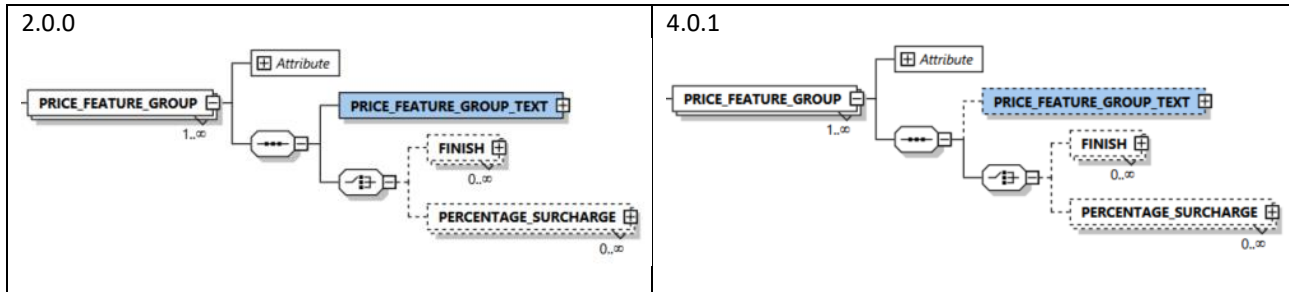 2.0.0
Attribute
PRICE_FEATURE_GROUP
1..∞
PRICE_FEATURE_GROUP_TEXT
FINISH
0..∞
PERCENTAGE_SURCHARGE
0..∞
4.0.1
Attribute
PRICE_FEATURE_GROUP
1..∞
PRICE_FEATURE_GROUP_TEXT
FINISH
0..∞
PERCENTAGE_SURCHARGE
0..∞